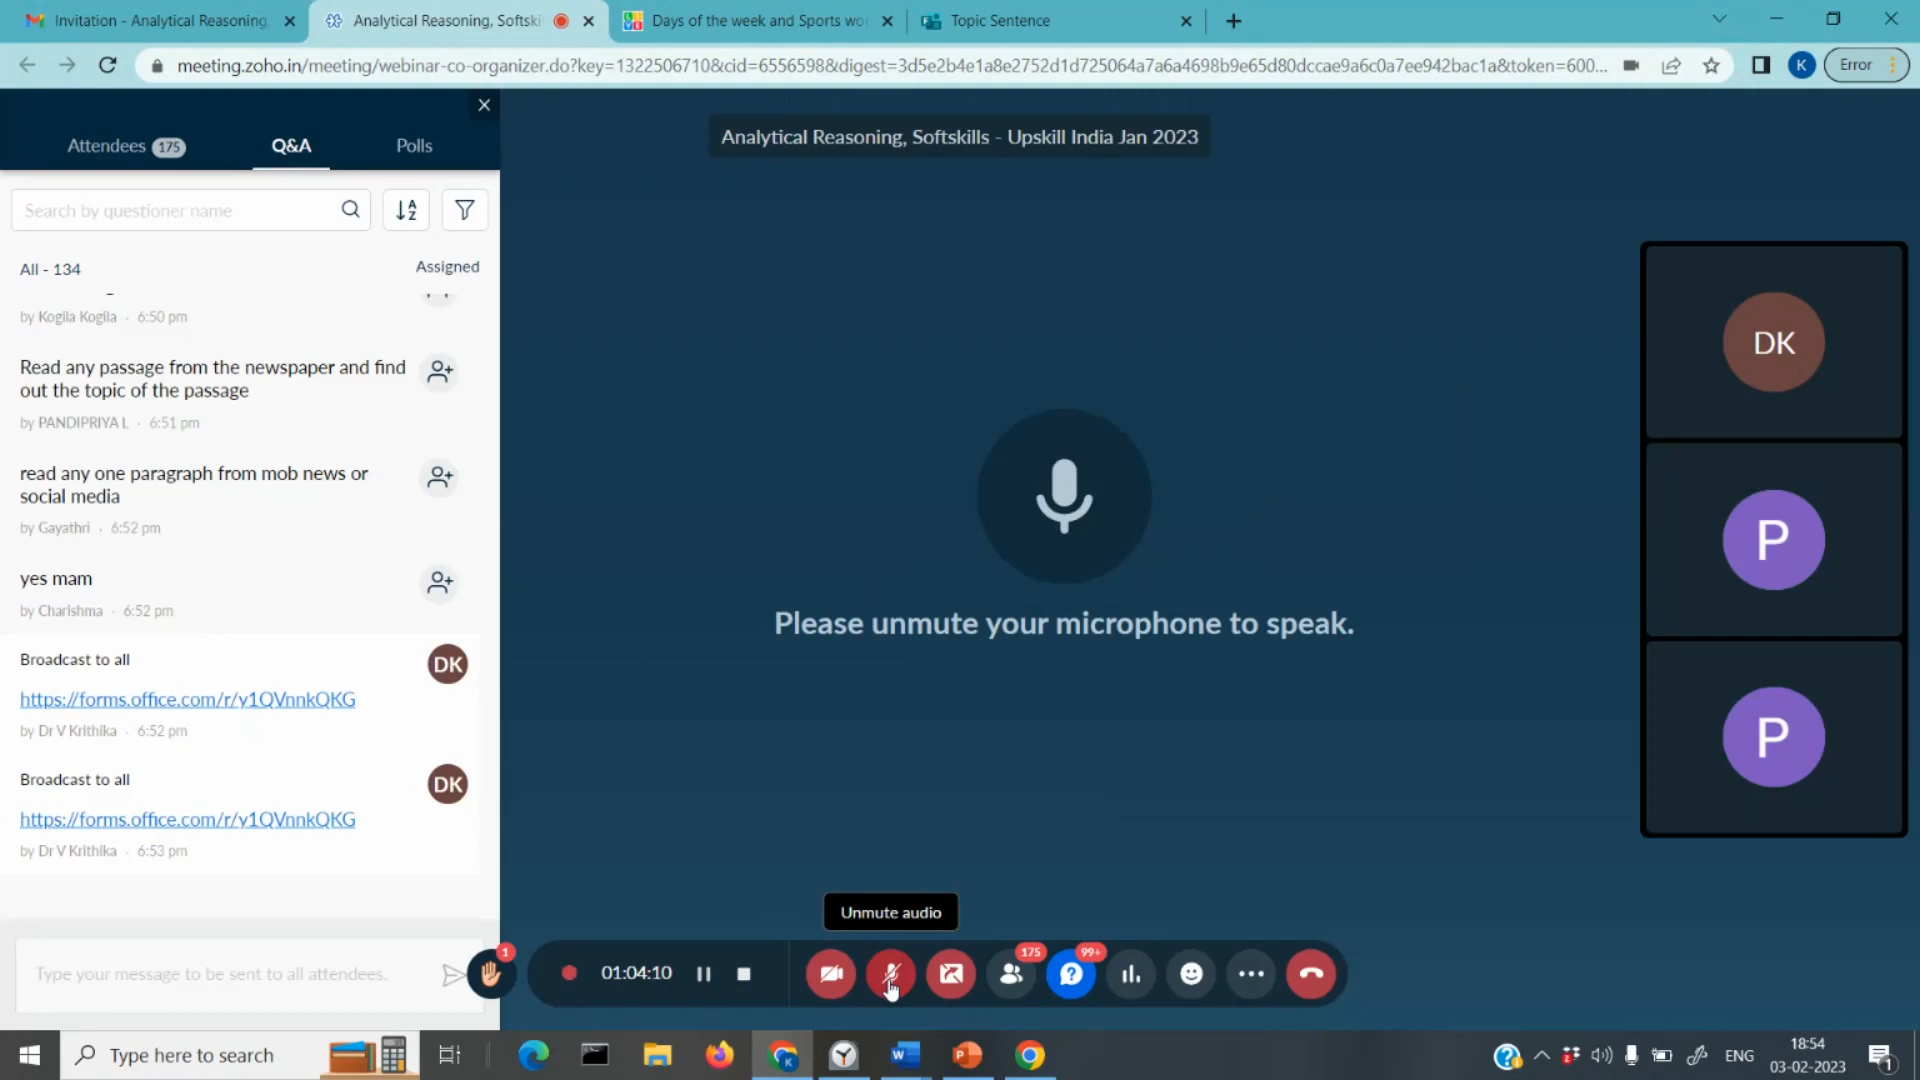 Invitation - Analytical Reasoning,
Analytical Reasoning, Softski
Days of the week and Sports wo
Topic Sentence
meeting.zoho.in/meeting/webinar-co-organizer.do?key=1322506710&cid=6556598&digest=3d5e2b4e1a8e2752d1d725064a7a6a4698b9e65d80dccae9a6c0a7ee942bac1a&token=600...
K
Error
Attendees 175
Q&A
Polls
Analytical Reasoning, Softskills - Upskill India Jan 2023
Search by questioner name
All - 134
Assigned
by Kogila Kogila · 6:50 pm
Read any passage from the newspaper and find
out the topic of the passage
by PANDIPRIYA L · 6:51 pm
read any one paragraph from mob news or
social media
by Gayathri · 6:52 pm
yes mam
by Charishma · 6:52 pm
Broadcast to all
DK
https://forms.office.com/r/y1QVnnkQKG
by Dr V Krithika · 6:52 pm
Broadcast to all
DK
https://forms.office.com/r/y1QVnnkQKG
by Dr V Krithika · 6:53 pm
Please unmute your microphone to speak.
DK
P
P
Unmute audio
Type your message to be sent to all attendees.
1
01:04:10
175
99+
Type here to search
ENG
18:54
03-02-2023
1